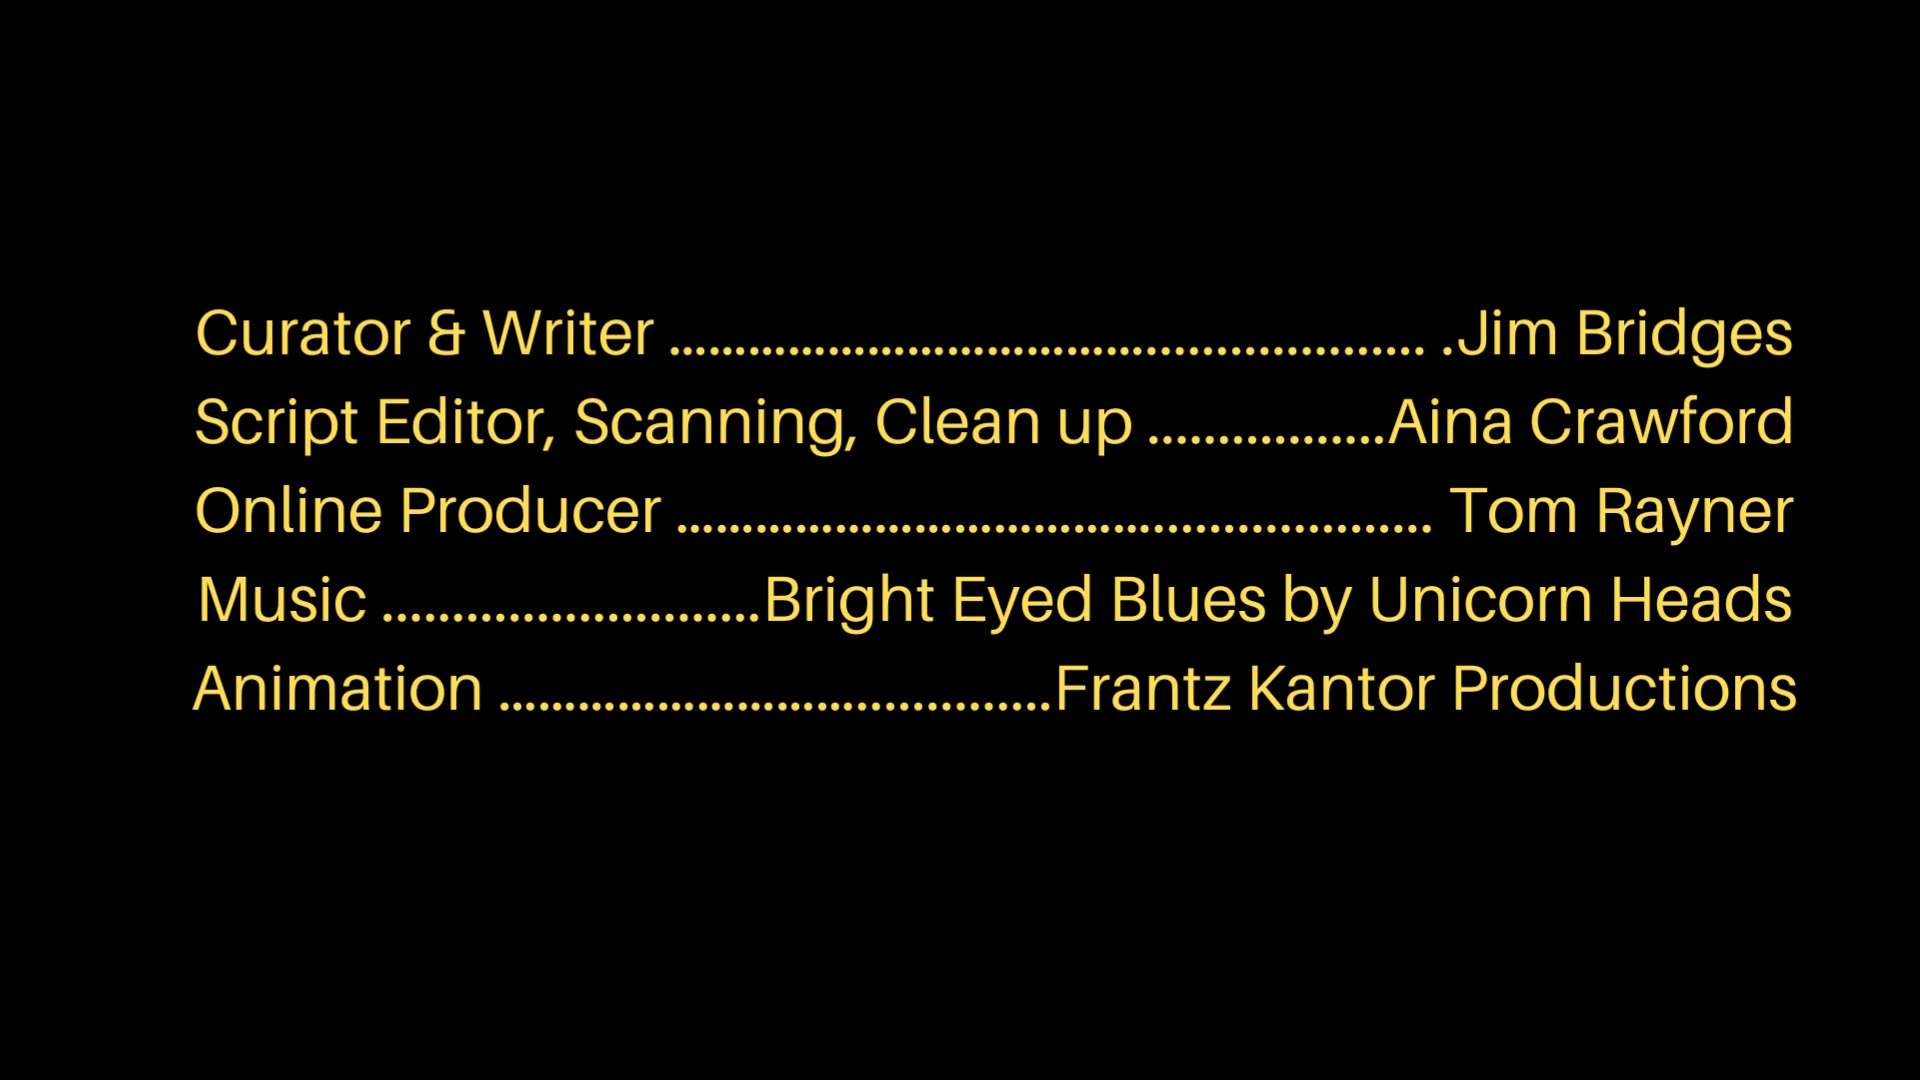 Curator & Writer ...................................................... .Jim Bridges
Script Editor, Scanning, Clean up .................Aina Crawford
Online Producer ...................................................... Tom Rayner
Music ...........................Bright Eyed Blues by Unicorn Heads
Animation .......................................Frantz Kantor Productions